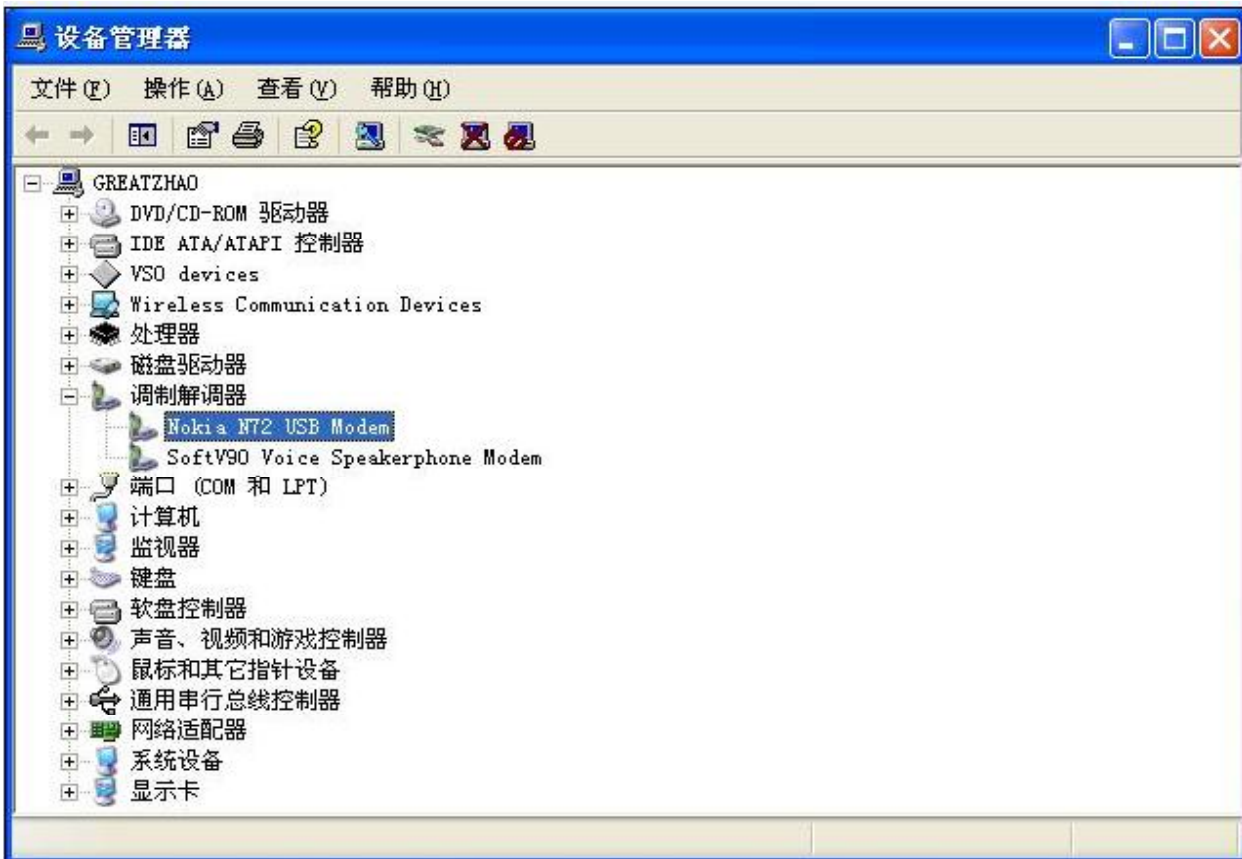 设备管理器
文件(F) 操作(A) 查看(V) 帮助(H)
GREATZHAO
DVD/CD-ROM 驱动器
IDE ATA/ATAPI 控制器
VSO devices
Wireless Communication Devices
处理器
磁盘驱动器
调制解调器
Nokia N72 USB Modem
SoftV90 Voice Speakerphone Modem
端口 (COM 和 LPT)
计算机
监视器
键盘
软盘控制器
声音、视频和游戏控制器
鼠标和其它指针设备
通用串行总线控制器
网络适配器
系统设备
显示卡